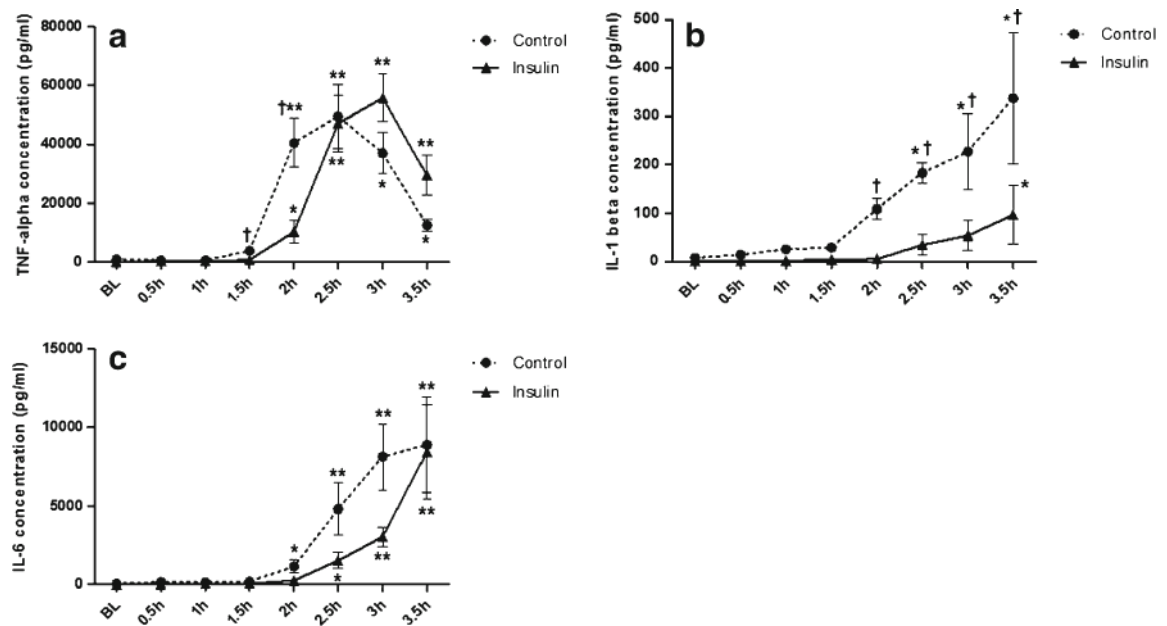 a
TNF-alpha concentration (pg/ml)
80000
60000
40000
20000
0
BL 0.5h 1h 1.5h 2h 2.5h 3h 3.5h
Control
Insulin
† †** * ** ** ** * ** *
b
IL-1 beta concentration (pg/ml)
500
400
300
200
100
0
BL 0.5h 1h 1.5h 2h 2.5h 3h 3.5h
Control
Insulin
† *† *† *† *
c
IL-6 concentration (pg/ml)
15000
10000
5000
0
BL 0.5h 1h 1.5h 2h 2.5h 3h 3.5h
Control
Insulin
* ** * ** ** ** **